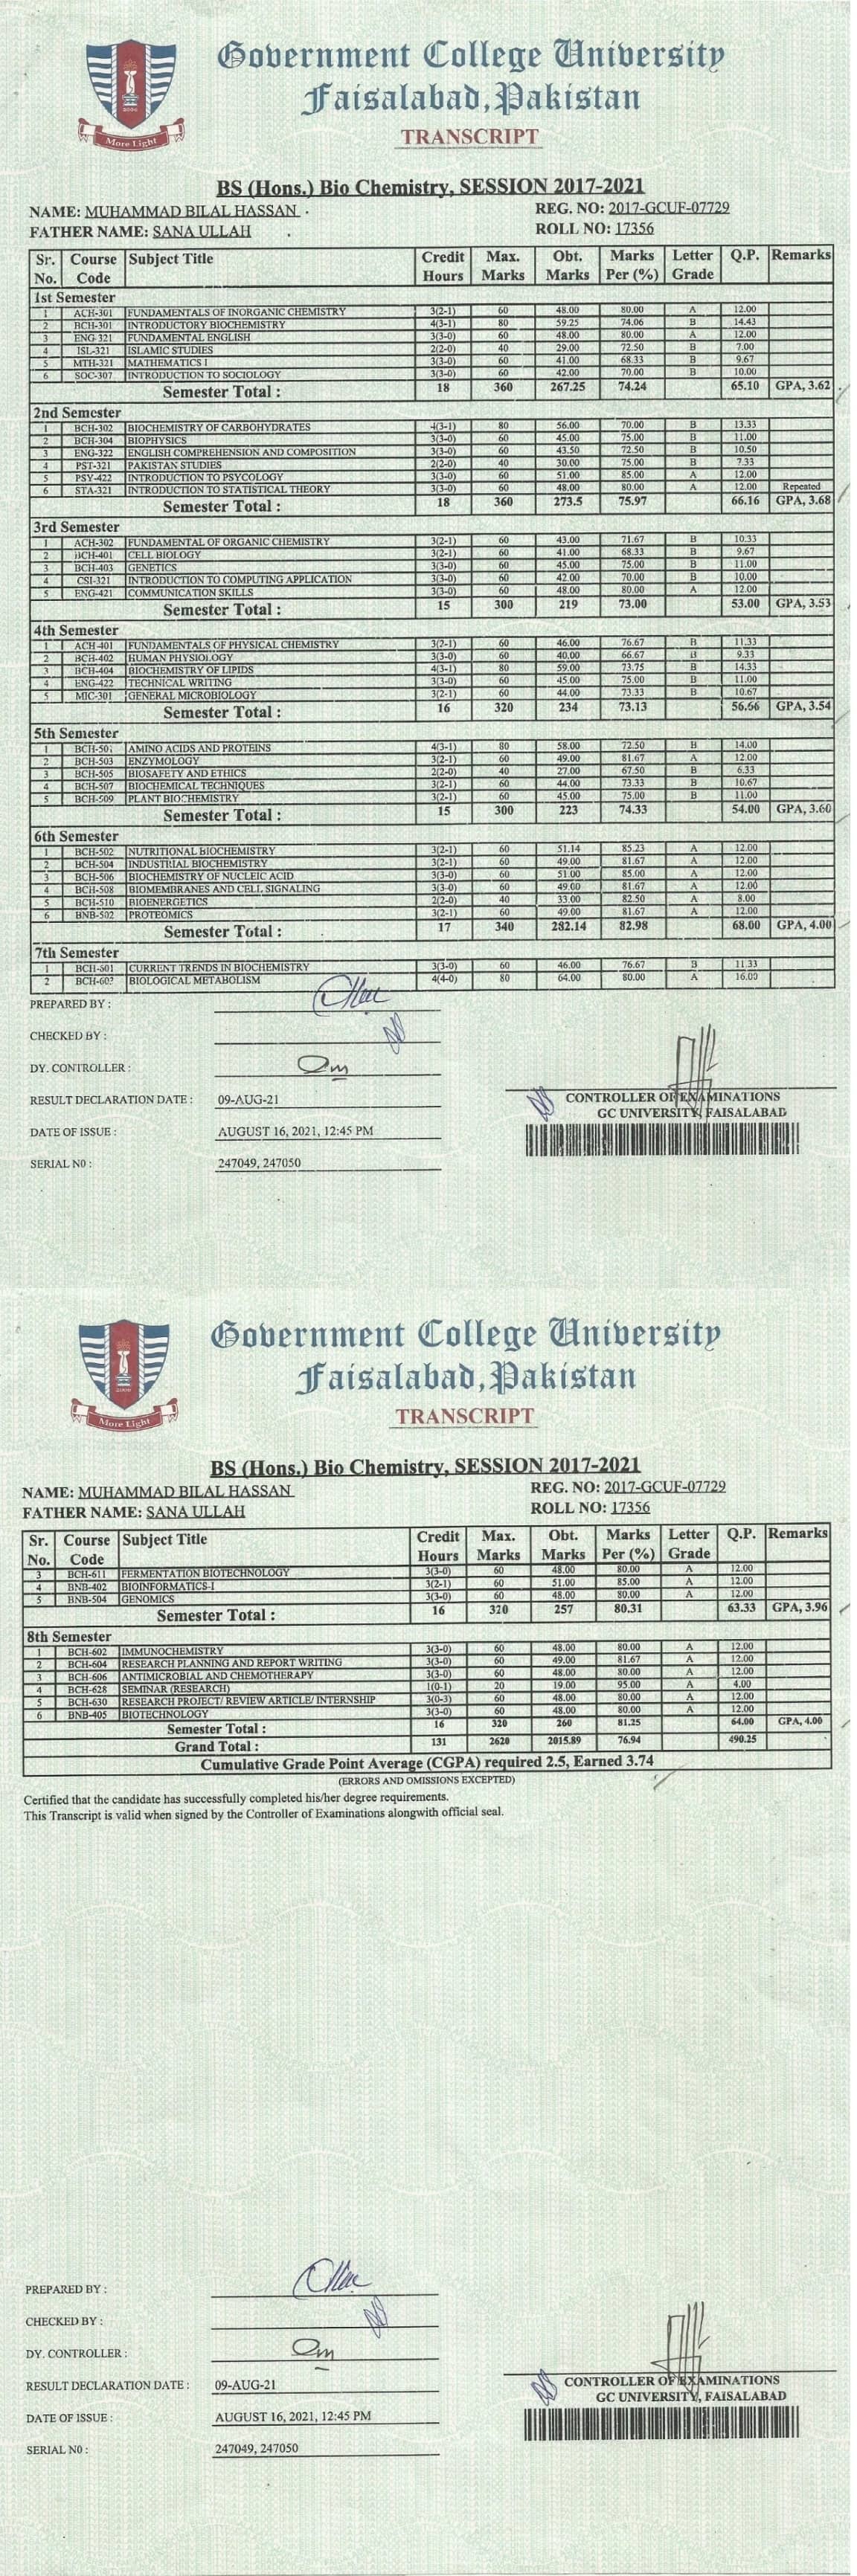 Government College University
Faisalabad, Pakistan
TRANSCRIPT
More Light
BS (Hons.) Bio Chemistry, SESSION 2017-2021
NAME: MUHAMMAD BILAL HASSAN REG. NO: 2017-GCUF-07729
FATHER NAME: SANA ULLAH ROLL NO: 17356
Sr. No. Course Code Subject Title Credit Hours Max. Marks Obt. Marks Marks Per (%) Letter Grade Q.P. Remarks
1st Semester
1 ACH-301 FUNDAMENTALS OF INORGANIC CHEMISTRY 3(2-1) 60 48.00 80.00 A 12.00
2 BCH-301 INTRODUCTORY BIOCHEMISTRY 4(3-1) 80 59.25 74.06 B 14.43
3 ENG-321 FUNDAMENTAL ENGLISH 3(3-0) 60 48.00 80.00 A 12.00
4 ISL-321 ISLAMIC STUDIES 2(2-0) 40 29.00 72.50 B 7.00
5 MTH-321 MATHEMATICS I 3(3-0) 60 41.00 68.33 B 9.67
6 SOC-307 INTRODUCTION TO SOCIOLOGY 3(3-0) 60 42.00 70.00 B 10.00
Semester Total : 18 360 267.25 74.24 65.10 GPA, 3.62
2nd Semester
1 BCH-302 BIOCHEMISTRY OF CARBOHYDRATES 4(3-1) 80 56.00 70.00 B 13.33
2 BCH-304 BIOPHYSICS 3(3-0) 60 45.00 75.00 B 11.00
3 ENG-322 ENGLISH COMPREHENSION AND COMPOSITION 3(3-0) 60 43.50 72.50 B 10.50
4 PST-321 PAKISTAN STUDIES 2(2-0) 40 30.00 75.00 B 7.33
5 PSY-422 INTRODUCTION TO PSYCOLOGY 3(3-0) 60 51.00 85.00 A 12.00
6 STA-321 INTRODUCTION TO STATISTICAL THEORY 3(3-0) 60 48.00 80.00 A 12.00 Repeated
Semester Total : 18 360 273.5 75.97 66.16 GPA, 3.68
3rd Semester
1 ACH-302 FUNDAMENTAL OF ORGANIC CHEMISTRY 3(2-1) 60 43.00 71.67 B 10.33
2 BCH-401 CELL BIOLOGY 3(2-1) 60 41.00 68.33 B 9.67
3 BCH-403 GENETICS 3(3-0) 60 45.00 75.00 B 11.00
4 CSI-321 INTRODUCTION TO COMPUTING APPLICATION 3(3-0) 60 42.00 70.00 B 10.00
5 ENG-421 COMMUNICATION SKILLS 3(3-0) 60 48.00 80.00 A 12.00
Semester Total : 15 300 219 73.00 53.00 GPA, 3.53
4th Semester
1 ACH-401 FUNDAMENTALS OF PHYSICAL CHEMISTRY 3(2-1) 60 46.00 76.67 B 11.33
2 BCH-402 HUMAN PHYSIOLOGY 3(3-0) 60 40.00 66.67 B 9.33
3 BCH-404 BIOCHEMISTRY OF LIPIDS 4(3-1) 80 59.00 73.75 B 14.33
4 ENG-422 TECHNICAL WRITING 3(3-0) 60 45.00 75.00 B 11.00
5 MIC-301 GENERAL MICROBIOLOGY 3(2-1) 60 44.00 73.33 B 10.67
Semester Total : 16 320 234 73.13 56.66 GPA, 3.54
5th Semester
1 BCH-501 AMINO ACIDS AND PROTEINS 4(3-1) 80 58.00 72.50 B 14.00
2 BCH-503 ENZYMOLOGY 3(2-1) 60 49.00 81.67 A 12.00
3 BCH-505 BIOSAFETY AND ETHICS 2(2-0) 40 27.00 67.50 B 6.33
4 BCH-507 BIOCHEMICAL TECHNIQUES 3(2-1) 60 44.00 73.33 B 10.67
5 BCH-509 PLANT BIOCHEMISTRY 3(2-1) 60 45.00 75.00 B 11.00
Semester Total : 15 300 223 74.33 54.00 GPA, 3.60
6th Semester
1 BCH-502 NUTRITIONAL BIOCHEMISTRY 3(2-1) 60 51.14 85.23 A 12.00
2 BCH-504 INDUSTRIAL BIOCHEMISTRY 3(2-1) 60 49.00 81.67 A 12.00
3 BCH-506 BIOCHEMISTRY OF NUCLEIC ACID 3(3-0) 60 51.00 85.00 A 12.00
4 BCH-508 BIOMEMBRANES AND CELL SIGNALING 3(3-0) 60 49.00 81.67 A 12.00
5 BCH-510 BIOENERGETICS 2(2-0) 40 33.00 82.50 A 8.00
6 BNB-502 PROTEOMICS 3(2-1) 60 49.00 81.67 A 12.00
Semester Total : 17 340 282.14 82.98 68.00 GPA, 4.00
7th Semester
1 BCH-601 CURRENT TRENDS IN BIOCHEMISTRY 3(3-0) 60 46.00 76.67 B 11.33
2 BCH-603 BIOLOGICAL METABOLISM 4(4-0) 80 64.00 80.00 A 16.00
PREPARED BY :
CHECKED BY :
DY. CONTROLLER :
RESULT DECLARATION DATE : 09-AUG-21
CONTROLLER OF EXAMINATIONS
GC UNIVERSITY, FAISALABAD
DATE OF ISSUE : AUGUST 16, 2021, 12:45 PM
SERIAL N0 : 247049, 247050
Government College University
Faisalabad, Pakistan
TRANSCRIPT
More Light
BS (Hons.) Bio Chemistry, SESSION 2017-2021
NAME: MUHAMMAD BILAL HASSAN REG. NO: 2017-GCUF-07729
FATHER NAME: SANA ULLAH ROLL NO: 17356
Sr. No. Course Code Subject Title Credit Hours Max. Marks Obt. Marks Marks Per (%) Letter Grade Q.P. Remarks
3 BCH-611 FERMENTATION BIOTECHNOLOGY 3(3-0) 60 48.00 80.00 A 12.00
4 BNB-402 BIOINFORMATICS-I 3(2-1) 60 51.00 85.00 A 12.00
5 BNB-504 GENOMICS 3(3-0) 60 48.00 80.00 A 12.00
Semester Total : 16 320 257 80.31 63.33 GPA, 3.96
8th Semester
1 BCH-602 IMMUNOCHEMISTRY 3(3-0) 60 48.00 80.00 A 12.00
2 BCH-604 RESEARCH PLANNING AND REPORT WRITING 3(3-0) 60 49.00 81.67 A 12.00
3 BCH-606 ANTIMICROBIAL AND CHEMOTHERAPY 3(3-0) 60 48.00 80.00 A 12.00
4 BCH-628 SEMINAR (RESEARCH) 1(0-1) 20 19.00 95.00 A 4.00
5 BCH-630 RESEARCH PROJECT/ REVIEW ARTICLE/ INTERNSHIP 3(0-3) 60 48.00 80.00 A 12.00
6 BNB-405 BIOTECHNOLOGY 3(3-0) 60 48.00 80.00 A 12.00
Semester Total : 16 320 260 81.25 64.00 GPA, 4.00
Grand Total : 131 2620 2015.89 76.94 490.25
Cumulative Grade Point Average (CGPA) required 2.5, Earned 3.74
(ERRORS AND OMISSIONS EXCEPTED)
Certified that the candidate has successfully completed his/her degree requirements.
This Transcript is valid when signed by the Controller of Examinations alongwith official seal.
PREPARED BY :
CHECKED BY :
DY. CONTROLLER :
RESULT DECLARATION DATE : 09-AUG-21
CONTROLLER OF EXAMINATIONS
GC UNIVERSITY, FAISALABAD
DATE OF ISSUE : AUGUST 16, 2021, 12:45 PM
SERIAL N0 : 247049, 247050